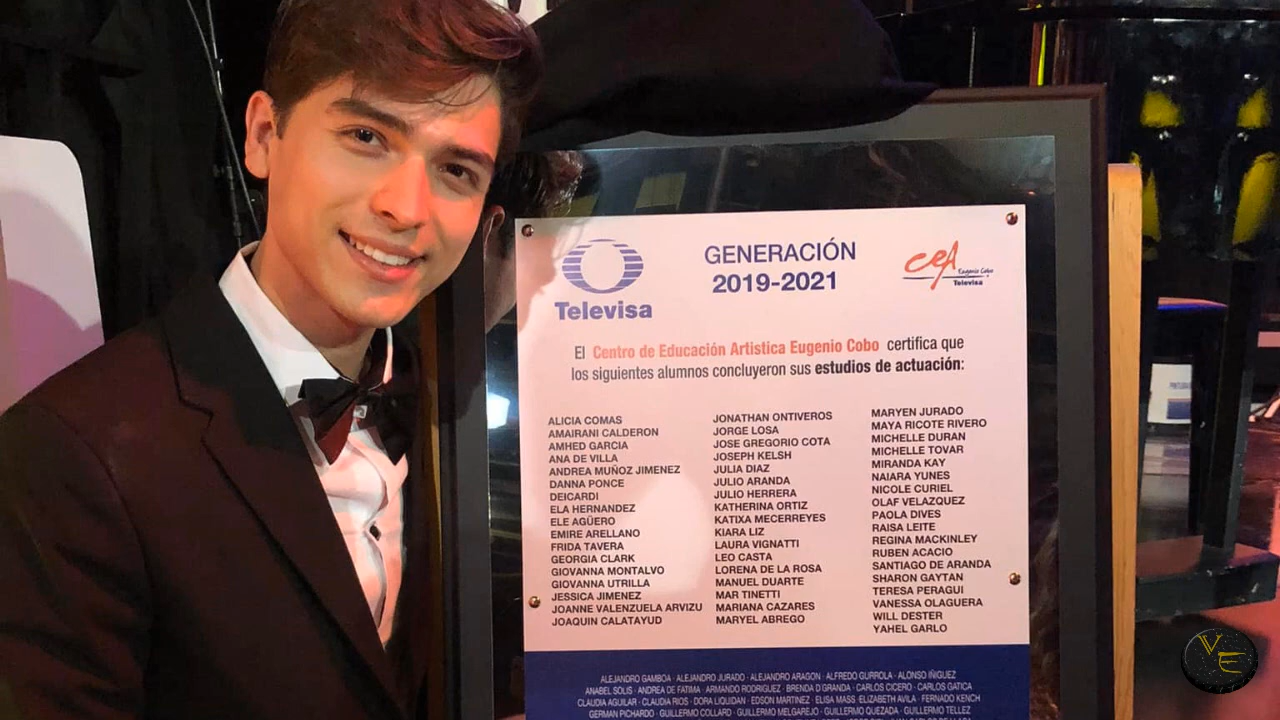 Televisa
GENERACIÓN
2019-2021
CEA
Eugenio Cobo
Televisa
El Centro de Educación Artistica Eugenio Cobo certifica que
los siguientes alumnos concluyeron sus estudios de actuación:
ALICIA COMAS
AMAIRANI CALDERON
AMHED GARCIA
ANA DE VILLA
ANDREA MUÑOZ JIMENEZ
DANNA PONCE
DEICARDI
ELA HERNANDEZ
ELE AGÜERO
EMIRE ARELLANO
FRIDA TAVERA
GEORGIA CLARK
GIOVANNA MONTALVO
GIOVANNA UTRILLA
JESSICA JIMENEZ
JOANNE VALENZUELA ARVIZU
JOAQUIN CALATAYUD
JONATHAN ONTIVEROS
JORGE LOSA
JOSE GREGORIO COTA
JOSEPH KELSH
JULIA DIAZ
JULIO ARANDA
JULIO HERRERA
KATHERINA ORTIZ
KATIXA MECERREYES
KIARA LIZ
LAURA VIGNATTI
LEO CASTA
LORENA DE LA ROSA
MANUEL DUARTE
MAR TINETTI
MARIANA CAZARES
MARYEL ABREGO
MARYEN JURADO
MAYA RICOTE RIVERO
MICHELLE DURAN
MICHELLE TOVAR
MIRANDA KAY
NAIARA YUNES
NICOLE CURIEL
OLAF VELAZQUEZ
PAOLA DIVES
RAISA LEITE
REGINA MACKINLEY
RUBEN ACACIO
SANTIAGO DE ARANDA
SHARON GAYTAN
TERESA PERAGUI
VANESSA OLAGUERA
WILL DESTER
YAHEL GARLO
ALEJANDRO GAMBOA · ALEJANDRO JURADO · ALEJANDRO ARAGON · ALFREDO GURROLA · ALONSO IÑIGUEZ
ANABEL SOLIS · ANDREA DE FATIMA · ARMANDO RODRIGUEZ · BRENDA D'GRANDA · CARLOS CICERO · CARLOS GATICA
CLAUDIA AGUILAR · CLAUDIA RIOS · DORA LIQUIDAN · EDSON MARTINEZ · ELISA MASS · ELIZABETH AVILA · FERNADO KENCH
GERMAN PICHARDO · GUILLERMO COLLARD · GUILLERMO MELGAREJO · GUILLERMO QUEZADA · GUILLERMO TELLEZ
VE